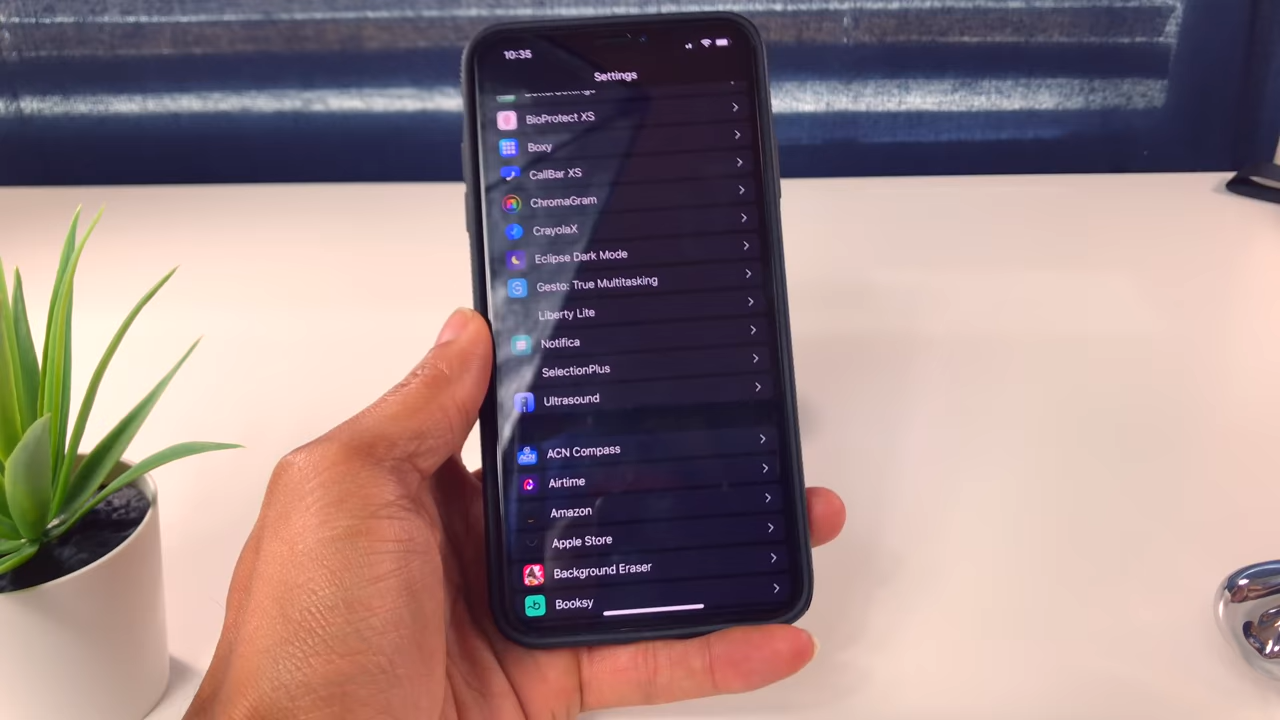 10:35
Settings
BioProtect XS
Boxy
CallBar XS
ChromaGram
CrayolaX
Eclipse Dark Mode
Gesto: True Multitasking
Liberty Lite
Notifica
SelectionPlus
Ultrasound
ACN Compass
Airtime
Amazon
Apple Store
Background Eraser
Booksy